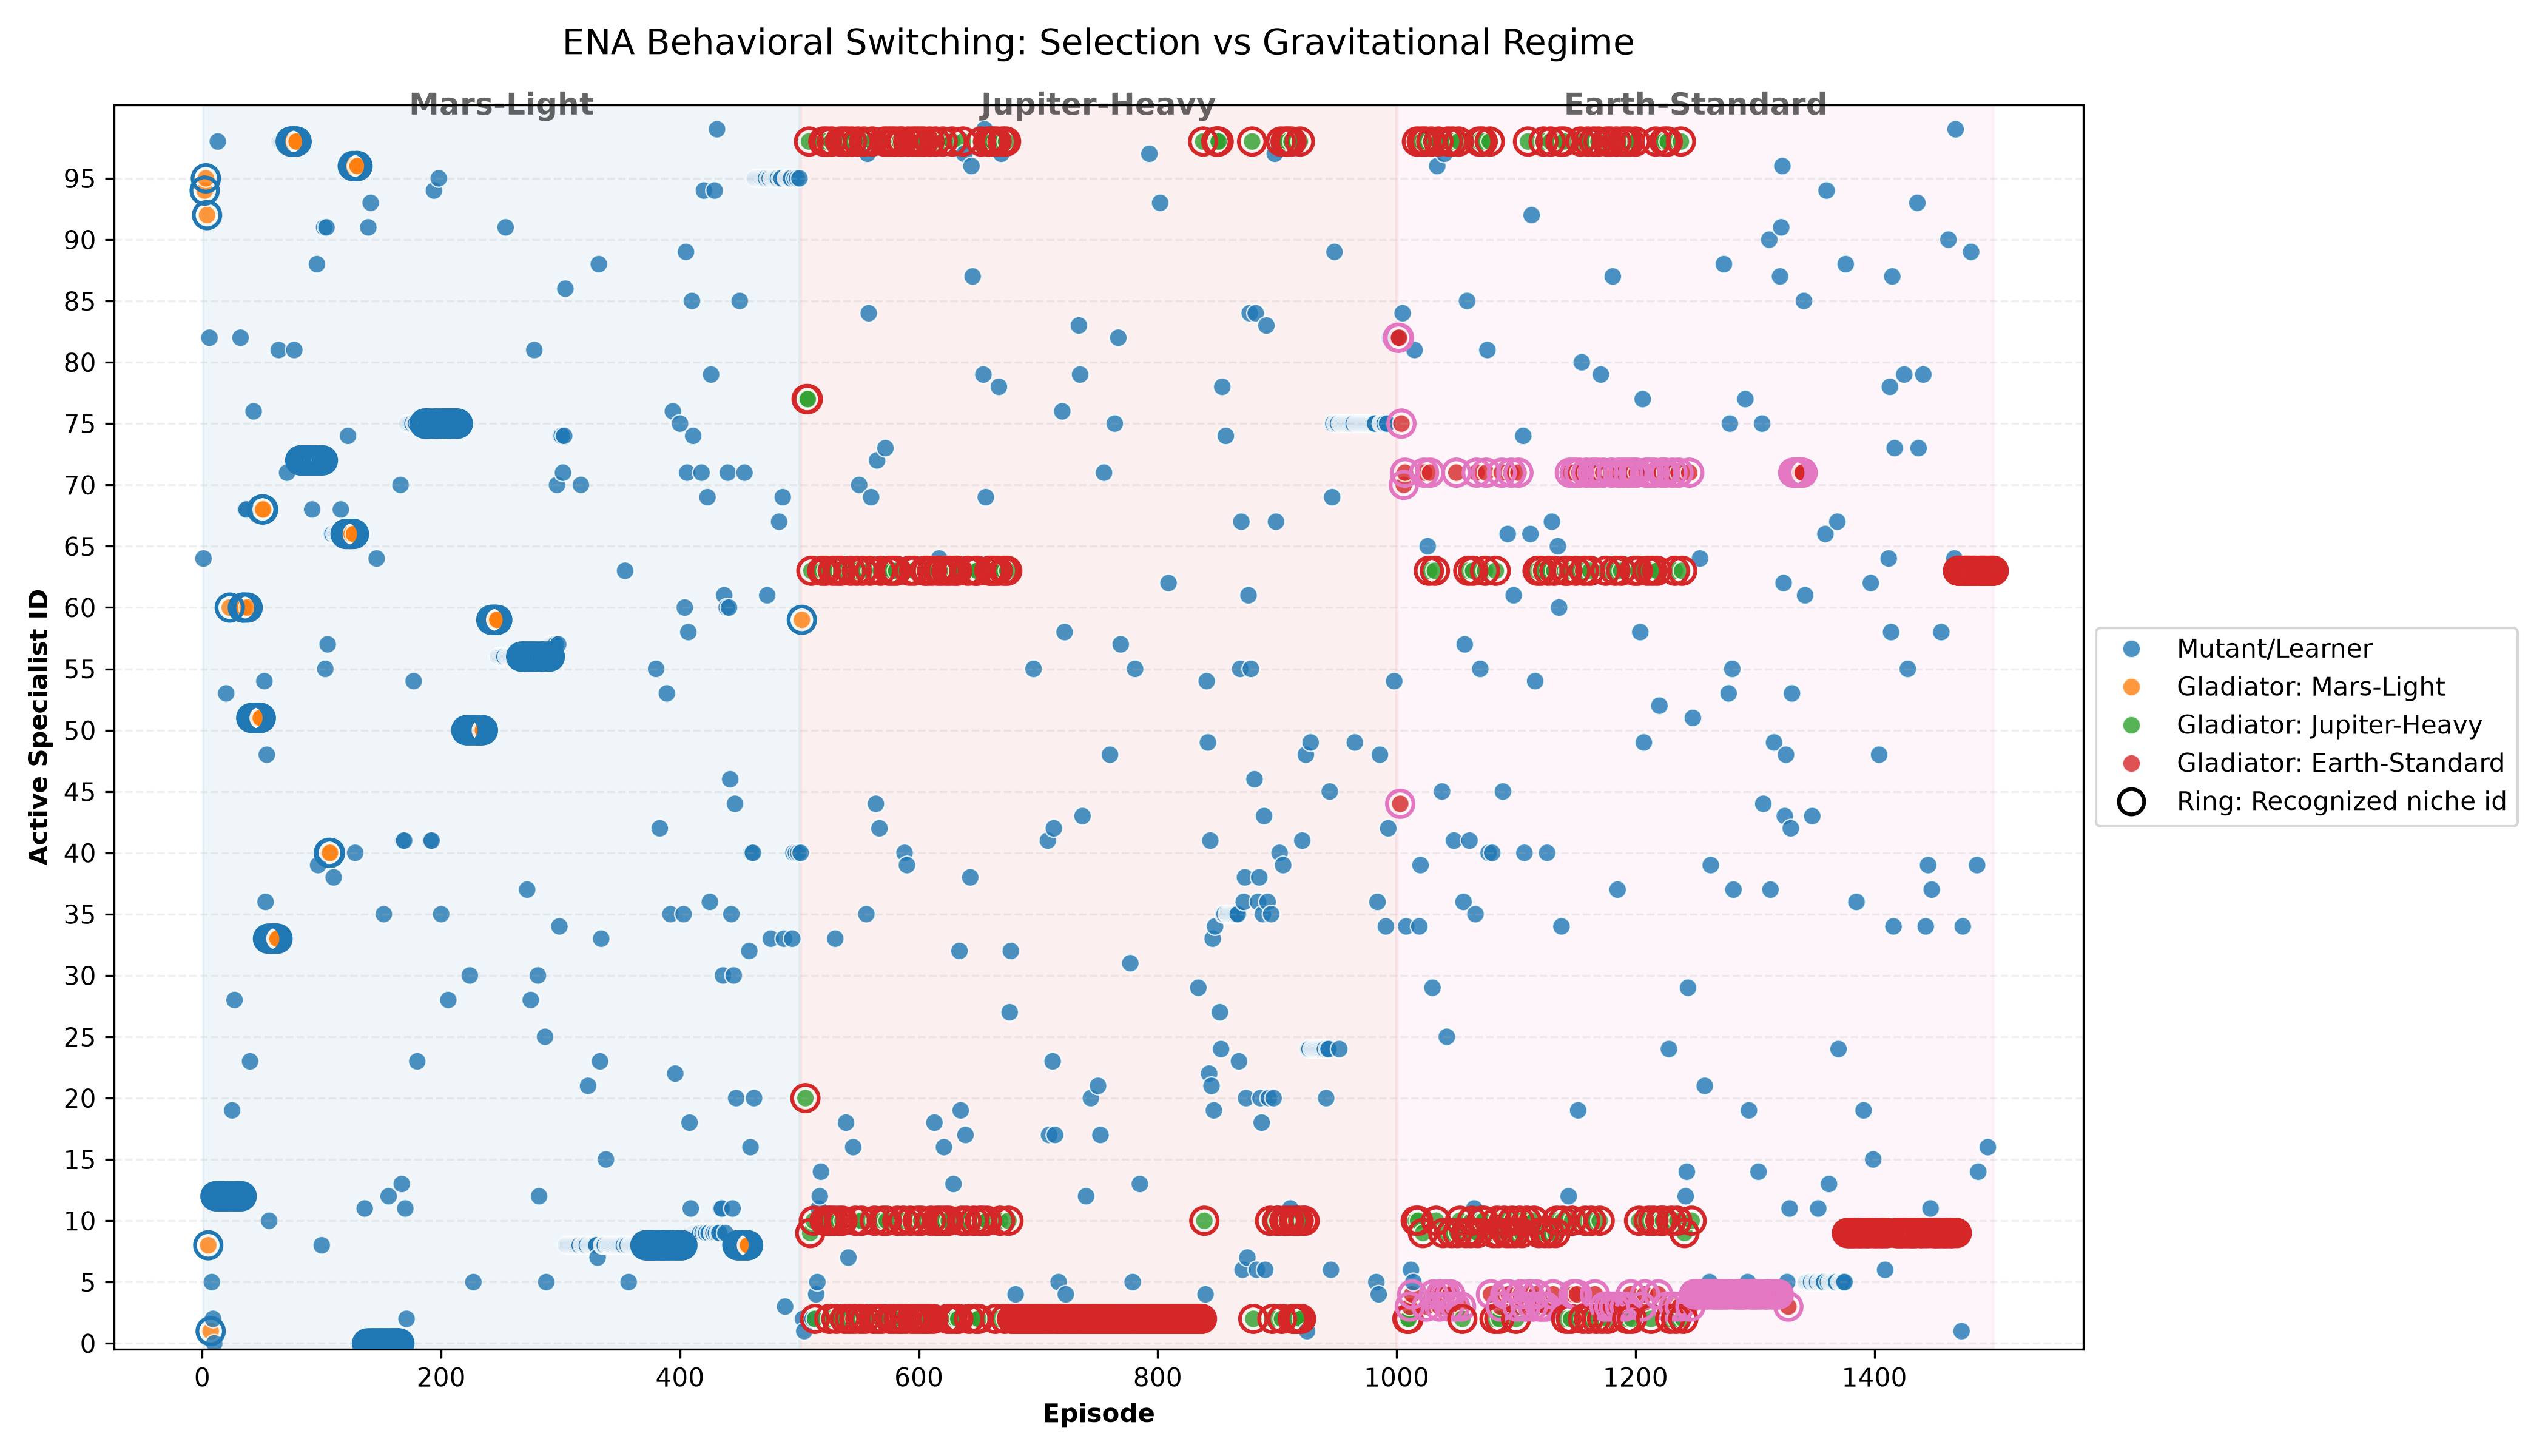 ENA Behavioral Switching: Selection vs Gravitational Regime
Mars-Light
Jupiter-Heavy
Earth-Standard
95
90
85
80
75
70
65
60
55
50
45
40
35
30
25
20
15
10
5
0
Active Specialist ID
0
200
400
600
800
1000
1200
1400
Episode
Mutant/Learner
Gladiator: Mars-Light
Gladiator: Jupiter-Heavy
Gladiator: Earth-Standard
Ring: Recognized niche id